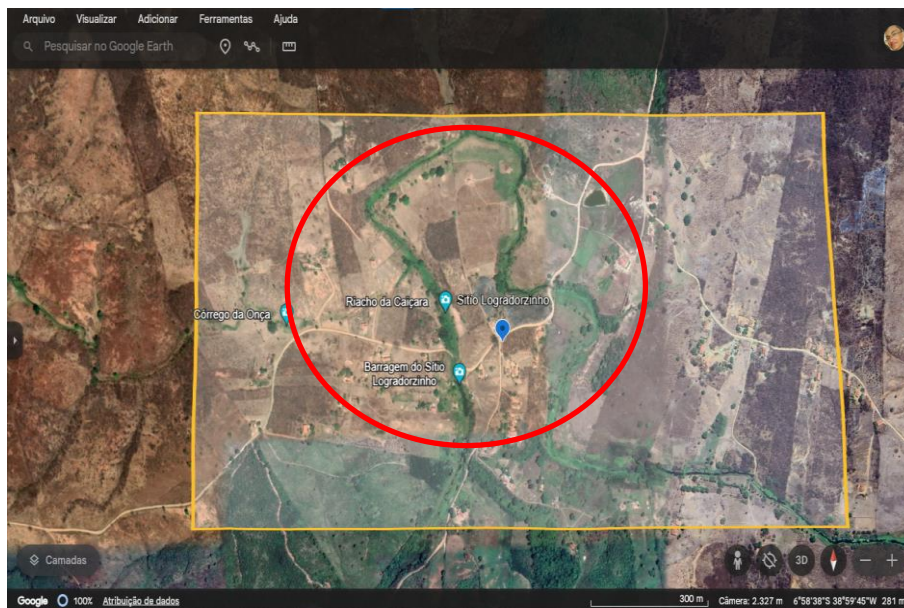 Arquivo Visualizar Adicionar Ferramentas Ajuda
Pesquisar no Google Earth
Riacho da Caiçara
Sítio Logradorzinho
Córrego da Onça
Barragem do Sítio
Logradorzinho
Camadas
3D
Google 100% Atribuição de dados 300 m Câmera: 2.327 m 6°58'38"S 38°59'45"W 281 m